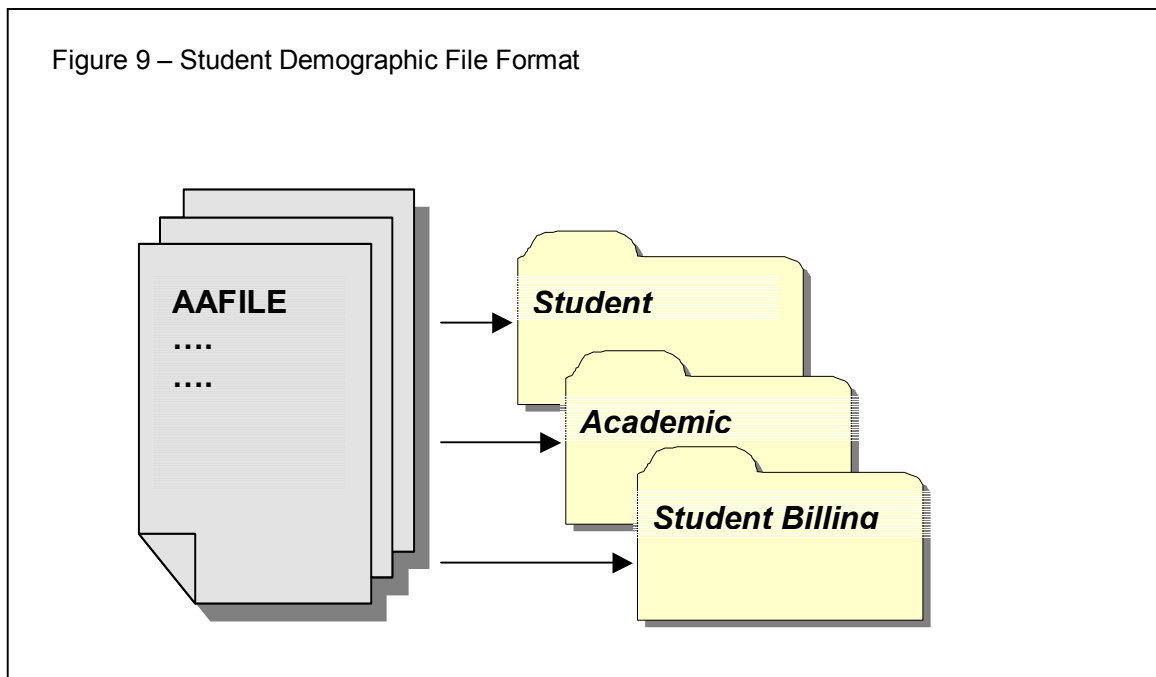 Figure 9 – Student Demographic File Format
AAFILE
....
....
Student
Academic
Student Billing